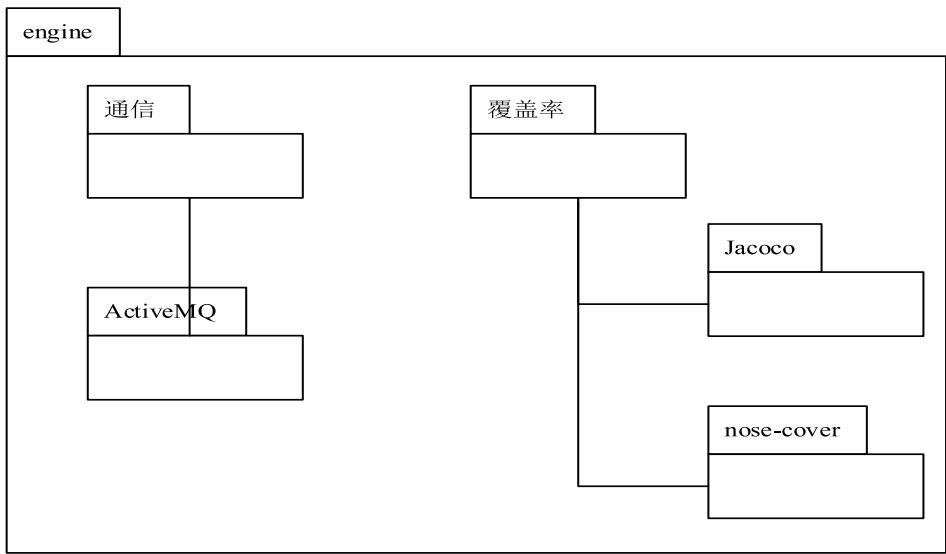 engine
通信
覆盖率
Jacoco
ActiveMQ
nose-cover